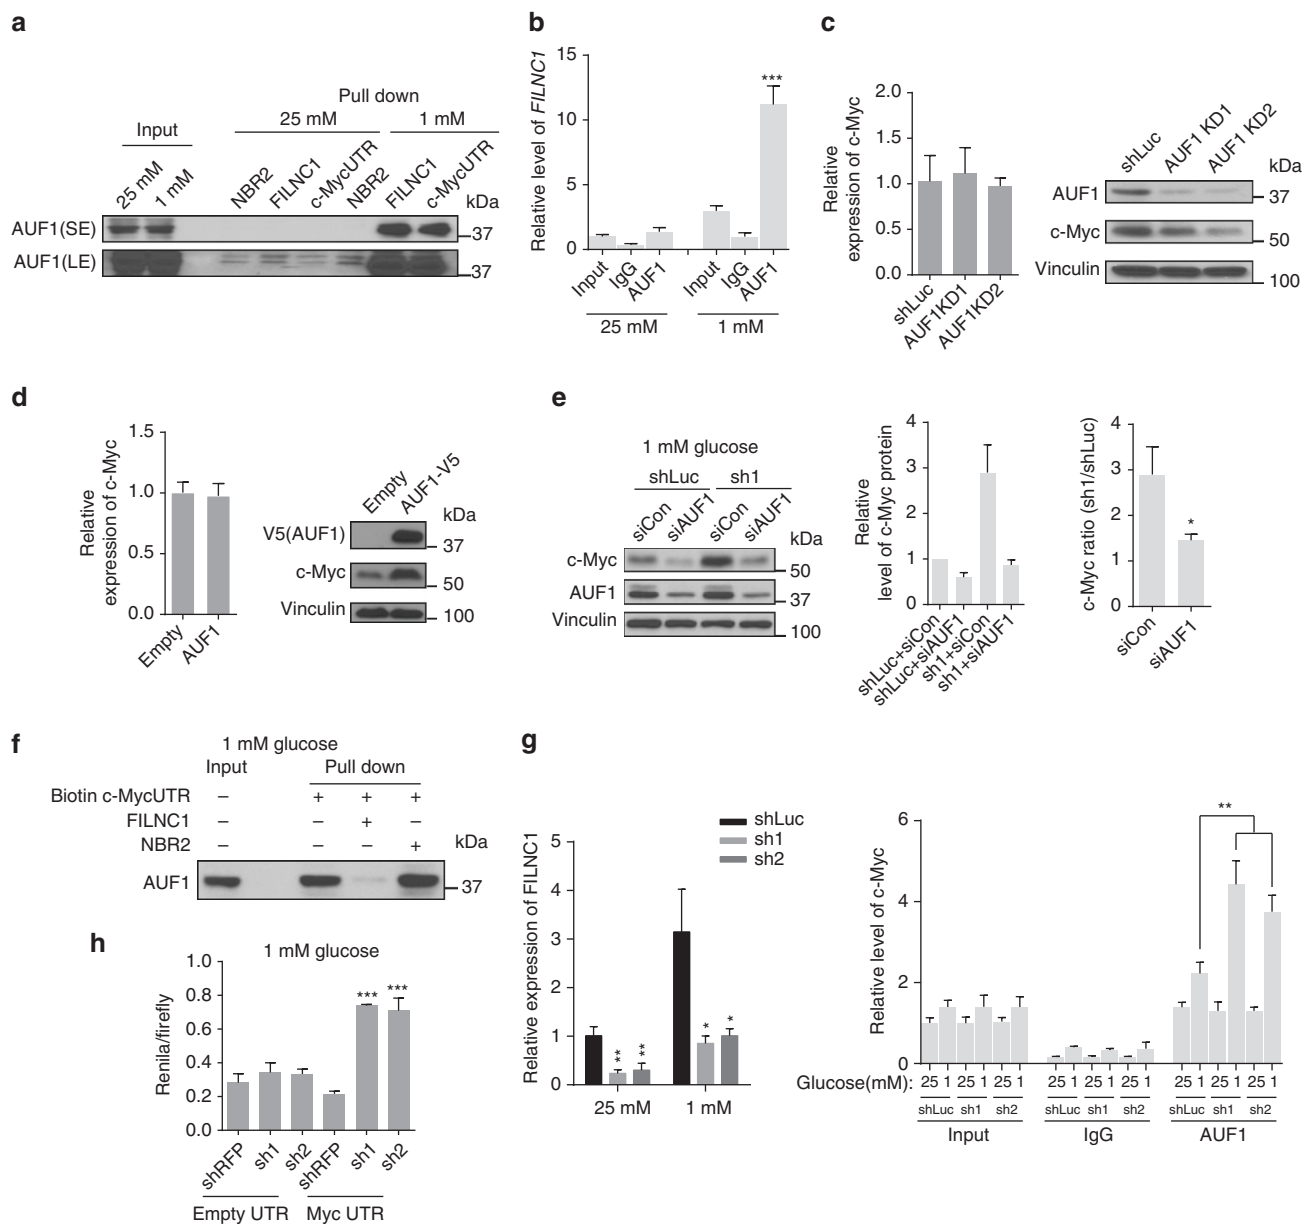 a
Pull down
Input
25 mM
1 mM
25 mM
1 mM
NBR2
FILNC1
c-MycUTR
NBR2
FILNC1
c-MycUTR
kDa
AUF1(SE)
37
AUF1(LE)
37
b
Relative level of FILNC1
15
10
5
0
***
Input
IgG
AUF1
Input
IgG
AUF1
25 mM
1 mM
c
Relative
expression of c-Myc
2.0
1.5
1.0
0.5
0.0
shLuc
AUF1KD1
AUF1KD2
shLuc
AUF1 KD1
AUF1 KD2
kDa
AUF1
37
c-Myc
50
Vinculin
100
d
Relative
expression of c-Myc
1.5
1.0
0.5
0.0
Empty
AUF1
Empty
AUF1-V5
kDa
V5(AUF1)
37
c-Myc
50
Vinculin
100
e
1 mM glucose
shLuc
sh1
siCon
siAUF1
siCon
siAUF1
kDa
c-Myc
50
AUF1
37
Vinculin
100
Relative
level of c-Myc protein
4
3
2
1
0
shLuc+siCon
shLuc+siAUF1
sh1+siCon
sh1+siAUF1
c-Myc ratio (sh1/shLuc)
4
3
2
1
0
*
siCon
siAUF1
f
1 mM glucose
Input
Pull down
Biotin c-MycUTR – + + +
FILNC1 – – + –
NBR2 – – – +
kDa
AUF1
37
g
shLuc
sh1
sh2
Relative expression of FILNC1
5
4
3
2
1
0
**
**
*
*
25 mM
1 mM
Relative level of c-Myc
6
4
2
0
**
Glucose(mM): 25 1 25 1 25 1 25 1 25 1 25 1 25 1 25 1 25 1
shLuc sh1 sh2 shLuc sh1 sh2 shLuc sh1 sh2
Input IgG AUF1
h
1 mM glucose
Renila/firefly
1.0
0.8
0.6
0.4
0.2
0.0
***
***
shRFP
sh1
sh2
shRFP
sh1
sh2
Empty UTR
Myc UTR